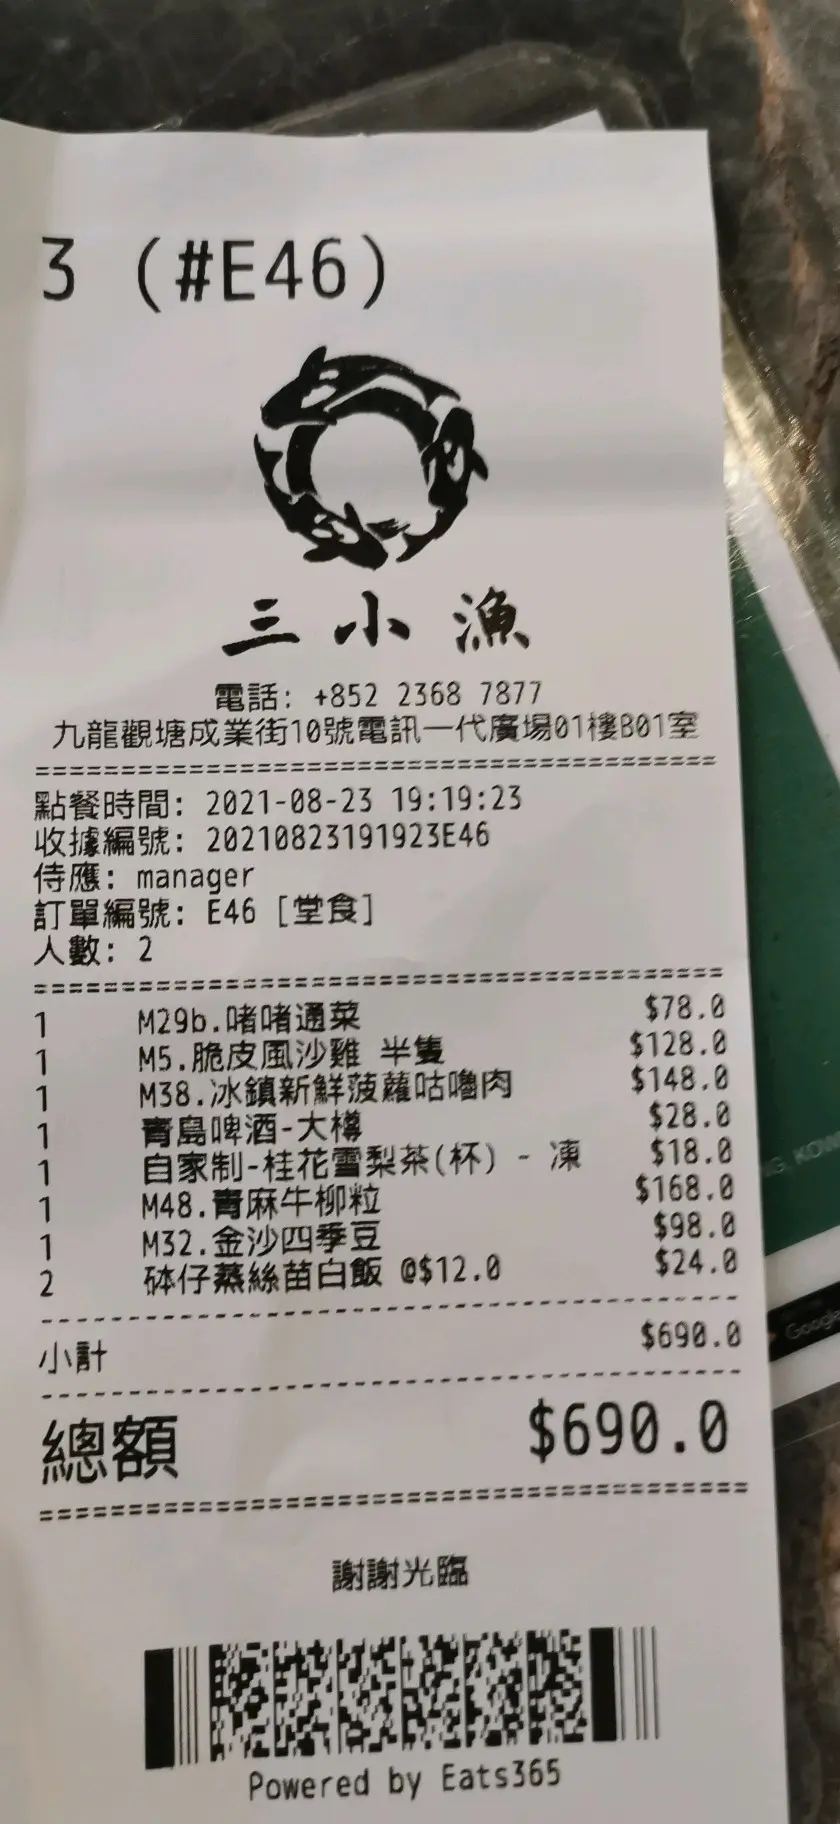 3 (#E46)
三小漁
電話: +852 2368 7877
九龍觀塘成業街10號電訊一代廣場01樓B01室
點餐時間: 2021-08-23 19:19:23
收據編號: 20210823191923E46
侍應: manager
訂單編號: E46 [堂食]
人數: 2
1 M29b.啫啫通菜 $78.0
1 M5.脆皮風沙雞 半隻 $128.0
1 M38.冰鎮新鮮菠蘿咕嚕肉 $148.0
1 青島啤酒-大樽 $28.0
1 自家制-桂花雪梨茶(杯) - 凍 $18.0
1 M48.青麻牛柳粒 $168.0
1 M32.金沙四季豆 $98.0
2 砵仔蒸絲苗白飯 @$12.0 $24.0
小計 $690.0
總額 $690.0
謝謝光臨
Powered by Eats365
Google